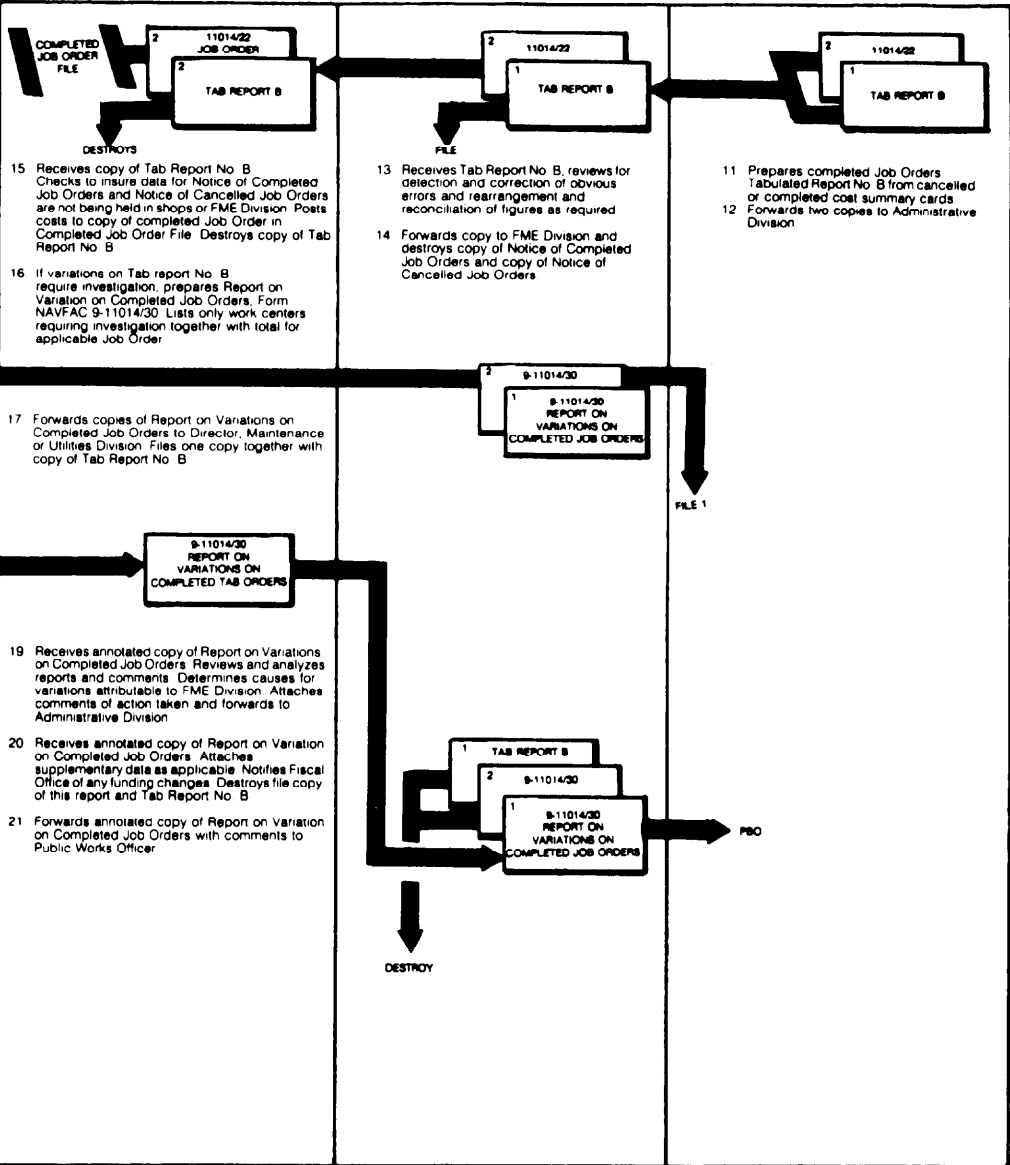 COMPLETED
JOB ORDER
FILE
2
11014/22
JOB ORDER
2
TAB REPORT B
DESTROYS
15 Receives copy of Tab Report No B
Checks to insure data for Notice of Completed
Job Orders and Notice of Cancelled Job Orders
are not being held in shops or FME Division Posts
costs to copy of completed Job Order in
Completed Job Order File Destroys copy of Tab
Report No B
16 If variations on Tab report No B
require investigation, prepares Report on
Variation on Completed Job Orders, Form
NAVFAC 9-11014/30 Lists only work centers
requiring investigation together with total for
applicable Job Order
2
11014/22
1
TAB REPORT B
FILE
13 Receives Tab Report No B, reviews for
detection and correction of obvious
errors and rearrangement and
reconciliation of figures as required
14 Forwards copy to FME Division and
destroys copy of Notice of Completed
Job Orders and copy of Notice of
Cancelled Job Orders
2
11014/22
1
TAB REPORT B
11 Prepares completed Job Orders
Tabulated Report No B from cancelled
or completed cost summary cards
12 Forwards two copies to Administrative
Division
2
9-11014/30
1
9-11014/30
REPORT ON
VARIATIONS ON
COMPLETED JOB ORDERS
FILE 1
17 Forwards copies of Report on Variations on
Completed Job Orders to Director, Maintenance
or Utilities Division Files one copy together with
copy of Tab Report No B
9-11014/30
REPORT ON
VARIATIONS ON
COMPLETED TAB ORDERS
19 Receives annotated copy of Report on Variations
on Completed Job Orders Reviews and analyzes
reports and comments Determines causes for
variations attributable to FME Division Attaches
comments of action taken and forwards to
Administrative Division
20 Receives annotated copy of Report on Variation
on Completed Job Orders Attaches
supplementary data as applicable Notifies Fiscal
Office of any funding changes Destroys file copy
of this report and Tab Report No B
21 Forwards annotated copy of Report on Variation
on Completed Job Orders with comments to
Public Works Officer
1
TAB REPORT B
2
9-11014/30
1
9-11014/30
REPORT ON
VARIATIONS ON
COMPLETED JOB ORDERS
PBO
DESTROY